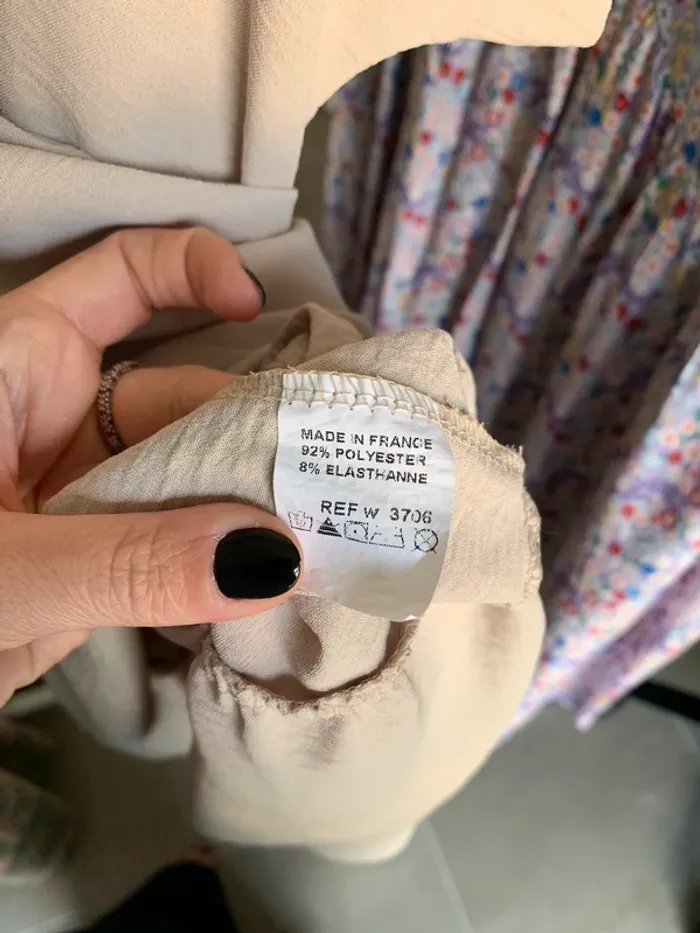 MADE IN FRANCE
92% POLYESTER
8% ELASTHANNE
REF W 3706